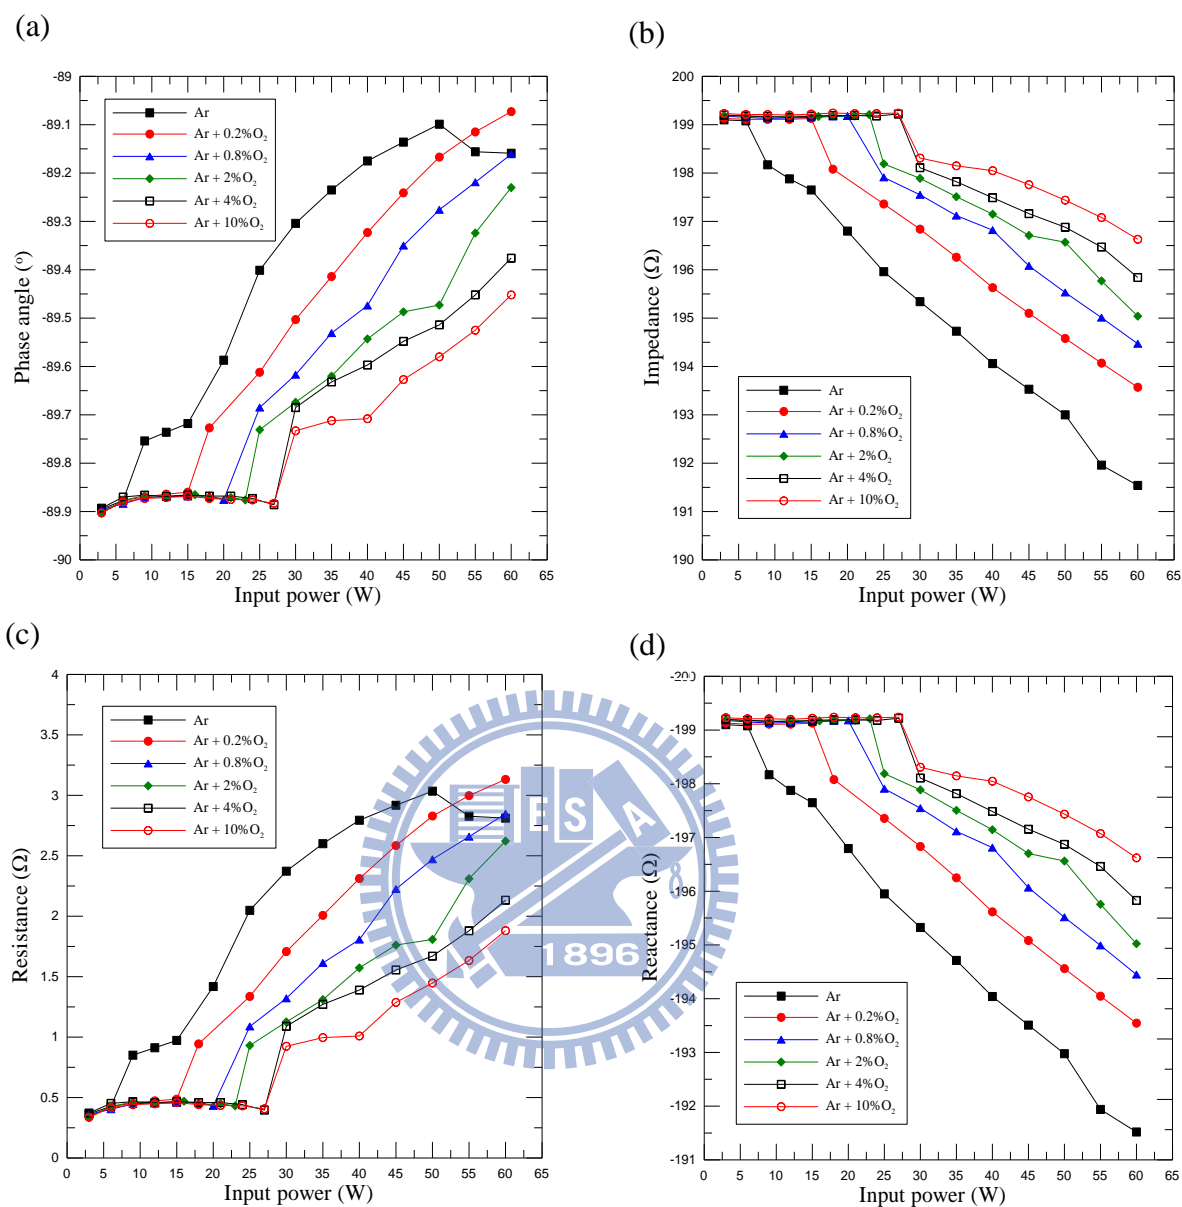 (a)
-89
-89.1
-89.2
-89.3
-89.4
-89.5
-89.6
-89.7
-89.8
-89.9
-90
Phase angle (°)
Ar
Ar + 0.2%O₂
Ar + 0.8%O₂
Ar + 2%O₂
Ar + 4%O₂
Ar + 10%O₂
0 5 10 15 20 25 30 35 40 45 50 55 60 65
Input power (W)
(b)
200
199
198
197
196
195
194
193
192
191
190
Impedance (Ω)
Ar
Ar + 0.2%O₂
Ar + 0.8%O₂
Ar + 2%O₂
Ar + 4%O₂
Ar + 10%O₂
0 5 10 15 20 25 30 35 40 45 50 55 60 65
Input power (W)
(c)
4
3.5
3
2.5
2
1.5
1
0.5
0
Resistance (Ω)
Ar
Ar + 0.2%O₂
Ar + 0.8%O₂
Ar + 2%O₂
Ar + 4%O₂
Ar + 10%O₂
0 5 10 15 20 25 30 35 40 45 50 55 60 65
Input power (W)
(d)
-200
-199
-198
-197
-196
-195
-194
-193
-192
-191
Reactance (Ω)
Ar
Ar + 0.2%O₂
Ar + 0.8%O₂
Ar + 2%O₂
Ar + 4%O₂
Ar + 10%O₂
0 5 10 15 20 25 30 35 40 45 50 55 60 65
Input power (W)
E S A
1896